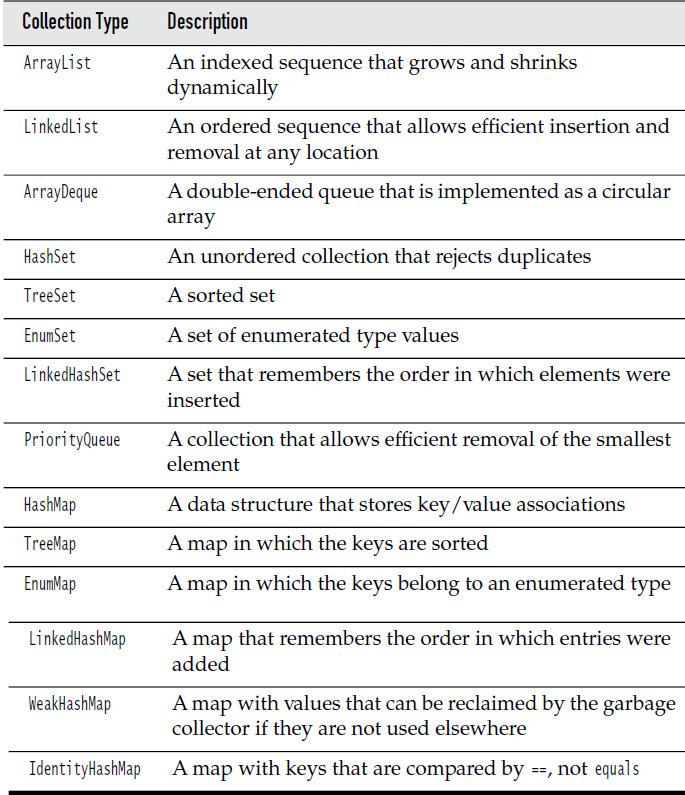 Collection Type Description
ArrayList An indexed sequence that grows and shrinks
dynamically
LinkedList An ordered sequence that allows efficient insertion and
removal at any location
ArrayDeque A double-ended queue that is implemented as a circular
array
HashSet An unordered collection that rejects duplicates
TreeSet A sorted set
EnumSet A set of enumerated type values
LinkedHashSet A set that remembers the order in which elements were
inserted
PriorityQueue A collection that allows efficient removal of the smallest
element
HashMap A data structure that stores key/value associations
TreeMap A map in which the keys are sorted
EnumMap A map in which the keys belong to an enumerated type
LinkedHashMap A map that remembers the order in which entries were
added
WeakHashMap A map with values that can be reclaimed by the garbage
collector if they are not used elsewhere
IdentityHashMap A map with keys that are compared by ==, not equals